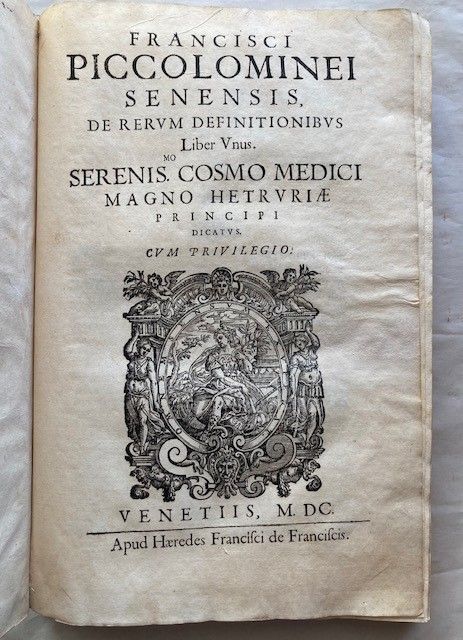 FRANCISCI
PICCOLOMINEI
SENENSIS,
DE RERVM DEFINITIONIBVS
Liber Vnus.
SERENIS.MO COSMO MEDICI
MAGNO HETRVRIÆ
PRINCIPI
DICATVS.
CVM PRIVILEGIO.
VENETIIS, M. DC.
Apud Hæredes Franciſci de Franciſcis.